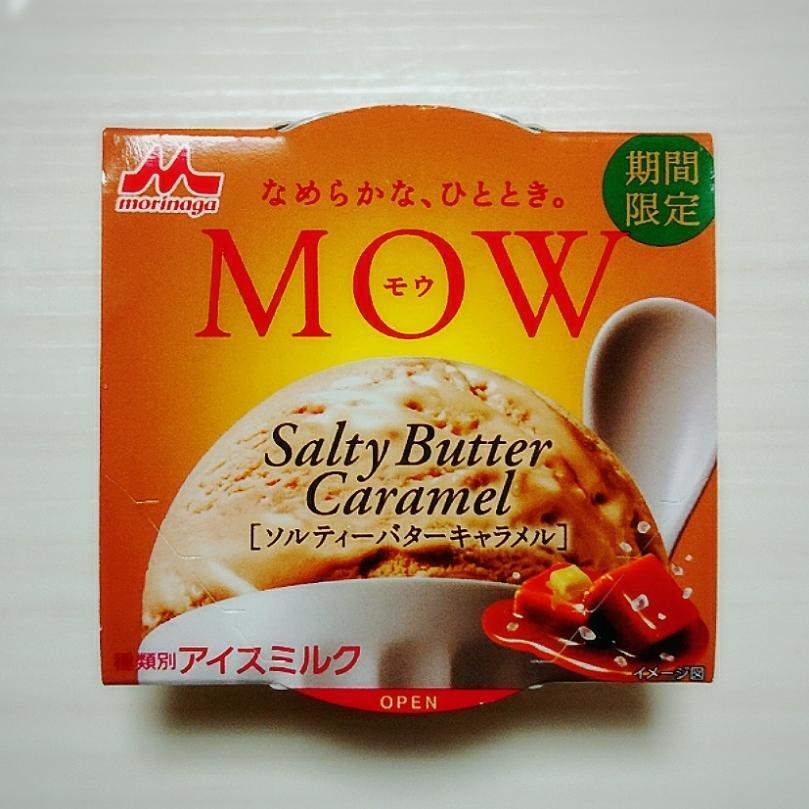 morinaga
なめらかな、ひととき。
期間
限定
MOW
モウ
Salty Butter
Caramel
[ソルティーバターキャラメル]
種類別アイスミルク
イメージ図
OPEN